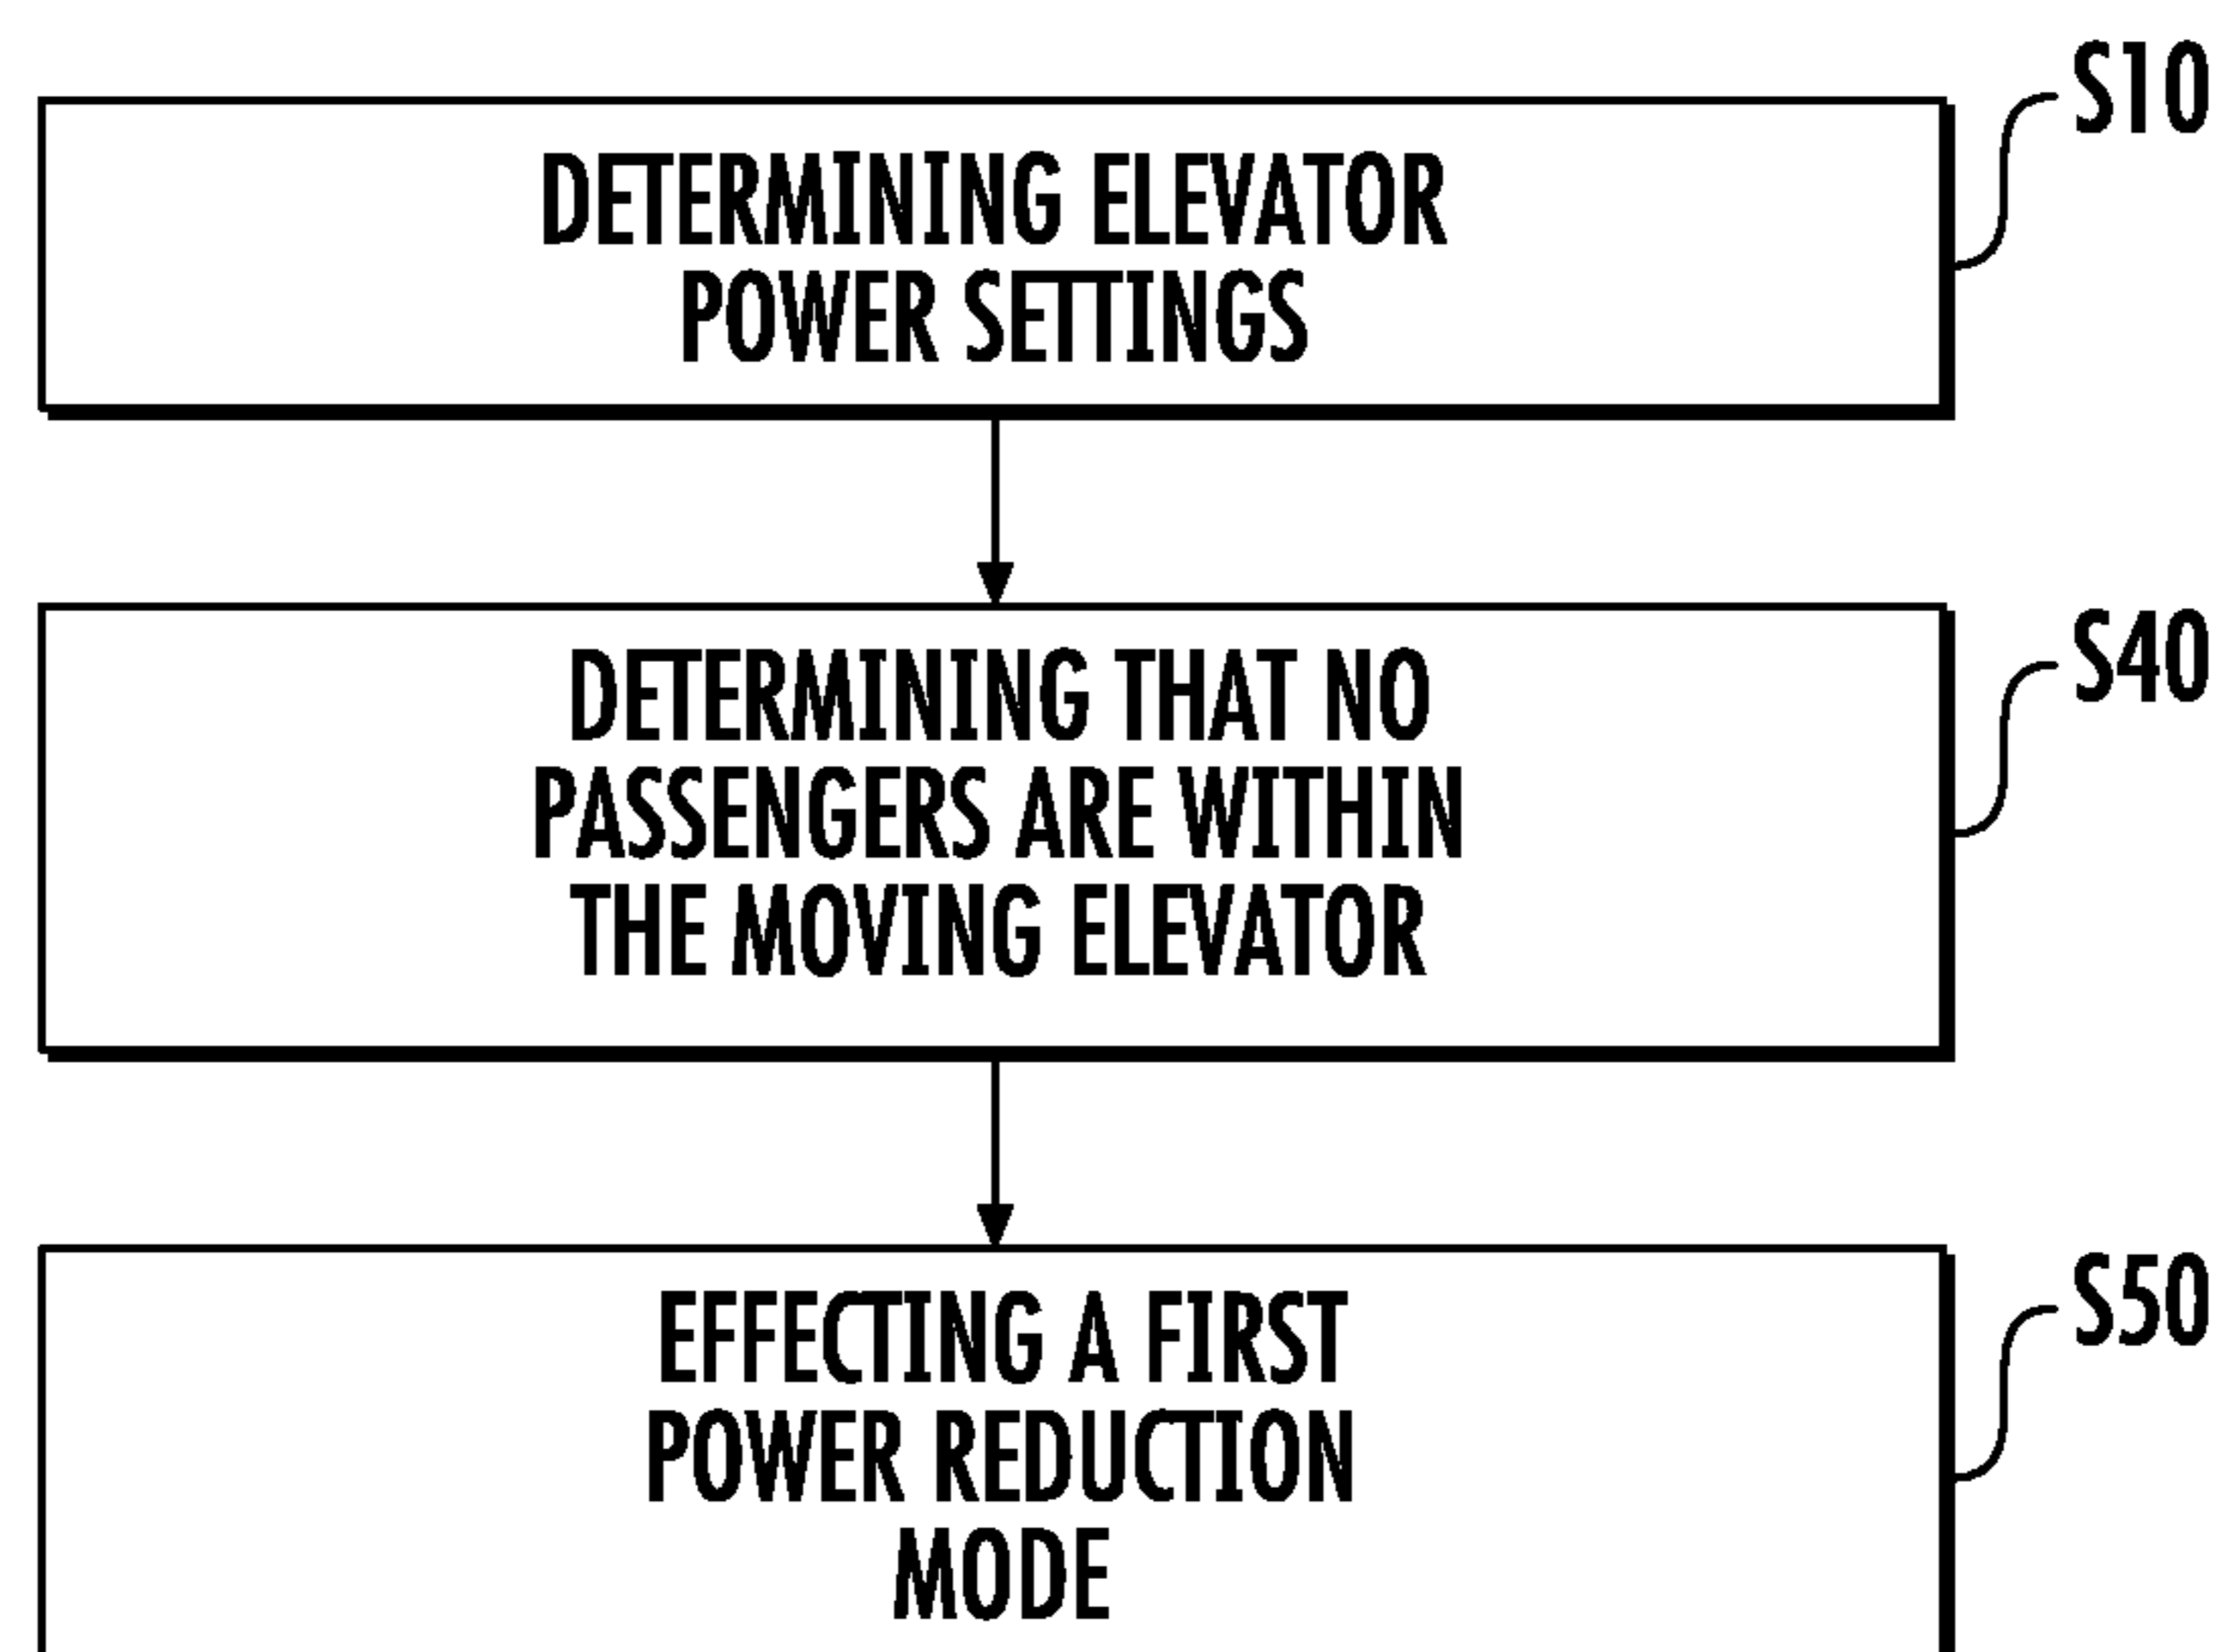 S10
DETERMINING ELEVATOR
POWER SETTINGS
S40
DETERMINING THAT NO
PASSENGERS ARE WITHIN
THE MOVING ELEVATOR
S50
EFFECTING A FIRST
POWER REDUCTION
MODE